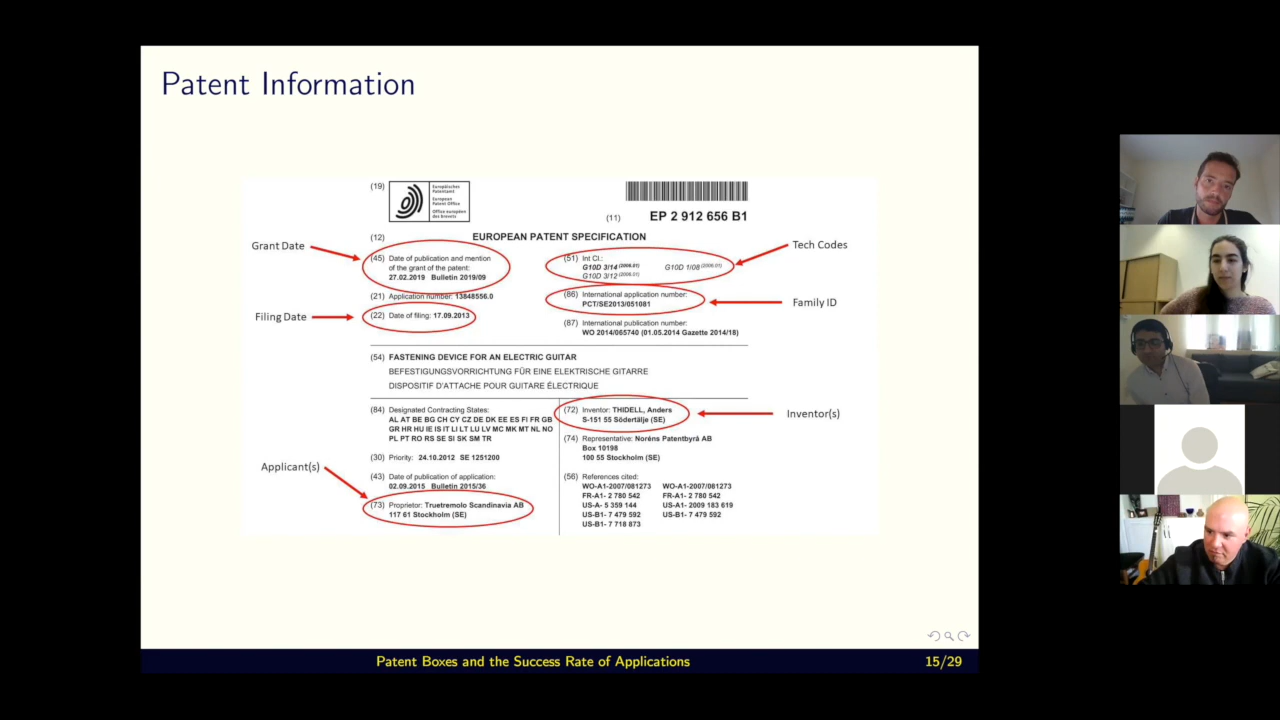 Patent Information
(19)
Europäisches
Patentamt
European
Patent Office
Office européen
des brevets
(11) EP 2 912 656 B1
(12) EUROPEAN PATENT SPECIFICATION
Grant Date
(45) Date of publication and mention
of the grant of the patent:
27.02.2019 Bulletin 2019/09
(21) Application number: 13848556.0
Filing Date
(22) Date of filing: 17.09.2013
(51) Int Cl.:
G10D 3/14 (2006.01) G10D 1/08 (2006.01)
G10D 3/12 (2006.01)
Tech Codes
(86) International application number:
PCT/SE2013/051081
Family ID
(87) International publication number:
WO 2014/065740 (01.05.2014 Gazette 2014/18)
(54) FASTENING DEVICE FOR AN ELECTRIC GUITAR
BEFESTIGUNGSVORRICHTUNG FÜR EINE ELEKTRISCHE GITARRE
DISPOSITIF D'ATTACHE POUR GUITARE ÉLECTRIQUE
(84) Designated Contracting States:
AL AT BE BG CH CY CZ DE DK EE ES FI FR GB
GR HR HU IE IS IT LI LT LU LV MC MK MT NL NO
PL PT RO RS SE SI SK SM TR
(30) Priority: 24.10.2012 SE 1251200
(43) Date of publication of application:
02.09.2015 Bulletin 2015/36
Applicant(s)
(73) Proprietor: Truetremolo Scandinavia AB
117 61 Stockholm (SE)
(72) Inventor: THIDELL, Anders
S-151 55 Södertälje (SE)
Inventor(s)
(74) Representative: Noréns Patentbyrå AB
Box 10198
100 55 Stockholm (SE)
(56) References cited:
WO-A1-2007/081273 WO-A1-2007/081273
FR-A1- 2 780 542 FR-A1- 2 780 542
US-A- 5 359 144 US-A1- 2009 183 619
US-B1- 7 479 592 US-B1- 7 479 592
US-B1- 7 718 873
Patent Boxes and the Success Rate of Applications
15/29